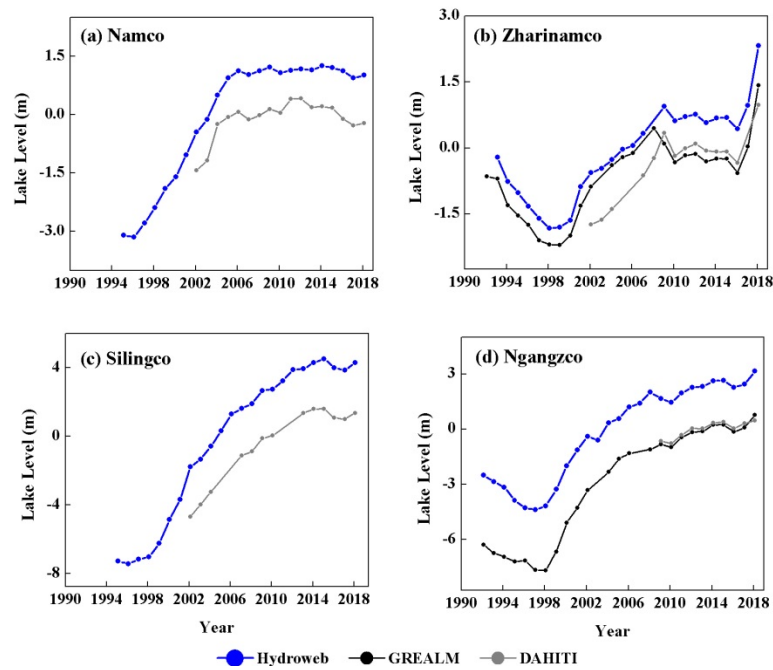 (a) Namco
Lake Level (m)
1.5
0.0
-1.5
-3.0
1990 1994 1998 2002 2006 2010 2014 2018
(b) Zharinamco
Lake Level (m)
3.0
1.5
0.0
-1.5
1990 1994 1998 2002 2006 2010 2014 2018
(c) Silingco
Lake Level (m)
4
0
-4
-8
1990 1994 1998 2002 2006 2010 2014 2018
Year
(d) Ngangzco
Lake Level (m)
3
0
-3
-6
1990 1994 1998 2002 2006 2010 2014 2018
Year
Hydroweb GREALM DAHITI